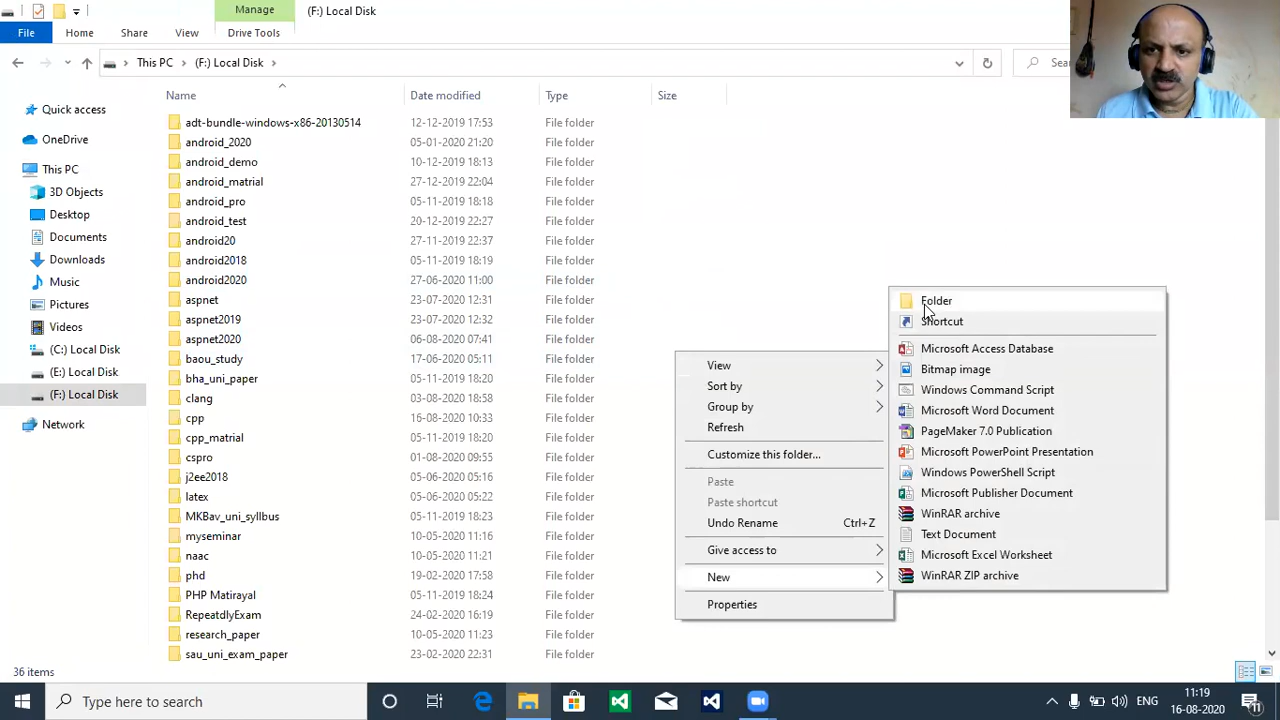 Manage
(F:) Local Disk
File
Home
Share
View
Drive Tools
This PC
(F:) Local Disk
Sea
Name
Date modified
Type
Size
Quick access
OneDrive
This PC
3D Objects
Desktop
Documents
Downloads
Music
Pictures
Videos
(C:) Local Disk
(E:) Local Disk
(F:) Local Disk
Network
adt-bundle-windows-x86-20130514 12-12-2019 17:53 File folder
android_2020 05-01-2020 21:20 File folder
android_demo 10-12-2019 18:13 File folder
android_matrial 27-12-2019 22:04 File folder
android_pro 05-11-2019 18:18 File folder
android_test 20-12-2019 22:27 File folder
android20 27-11-2019 22:37 File folder
android2018 05-11-2019 18:19 File folder
android2020 27-06-2020 11:00 File folder
aspnet 23-07-2020 12:31 File folder
aspnet2019 23-07-2020 12:32 File folder
aspnet2020 06-08-2020 07:41 File folder
baou_study 17-06-2020 05:11 File folder
bha_uni_paper 05-11-2019 18:19 File folder
clang 03-08-2020 18:58 File folder
cpp 16-08-2020 10:33 File folder
cpp_matrial 05-11-2019 18:20 File folder
cspro 01-08-2020 09:55 File folder
j2ee2018 05-06-2020 05:16 File folder
latex 05-06-2020 05:22 File folder
MKBav_uni_syllbus 05-11-2019 18:23 File folder
myseminar 10-05-2020 11:16 File folder
naac 10-05-2020 11:21 File folder
phd 19-02-2020 17:58 File folder
PHP Matirayal 05-11-2019 18:24 File folder
RepeatdlyExam 24-02-2020 16:19 File folder
research_paper 10-05-2020 11:23 File folder
sau_uni_exam_paper 23-02-2020 22:31 File folder
View
Sort by
Group by
Refresh
Customize this folder...
Paste
Paste shortcut
Undo Rename Ctrl+Z
Give access to
New
Properties
Folder
Shortcut
Microsoft Access Database
Bitmap image
Windows Command Script
Microsoft Word Document
PageMaker 7.0 Publication
Microsoft PowerPoint Presentation
Windows PowerShell Script
Microsoft Publisher Document
WinRAR archive
Text Document
Microsoft Excel Worksheet
WinRAR ZIP archive
36 items
Type here to search
ENG
11:19
16-08-2020
11